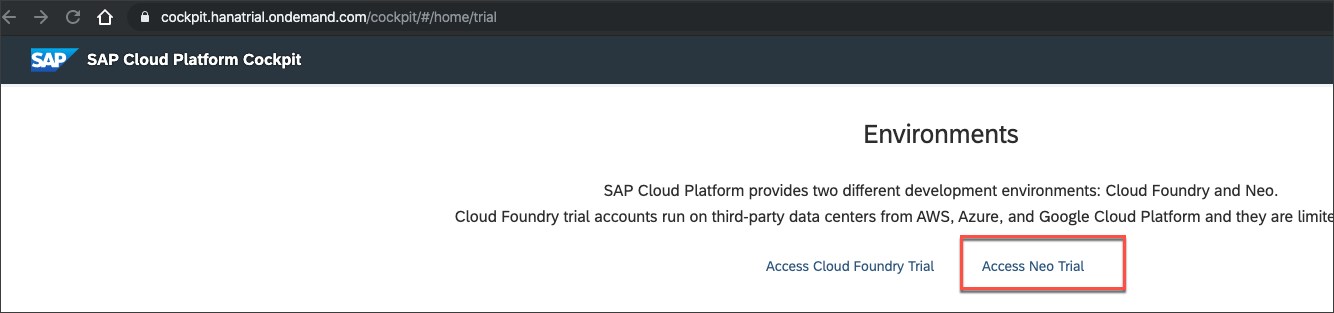 cockpit.hanatrial.ondemand.com/cockpit/#/home/trial
SAP SAP Cloud Platform Cockpit
Environments
SAP Cloud Platform provides two different development environments: Cloud Foundry and Neo.
Cloud Foundry trial accounts run on third-party data centers from AWS, Azure, and Google Cloud Platform and they are limite
Access Cloud Foundry Trial Access Neo Trial